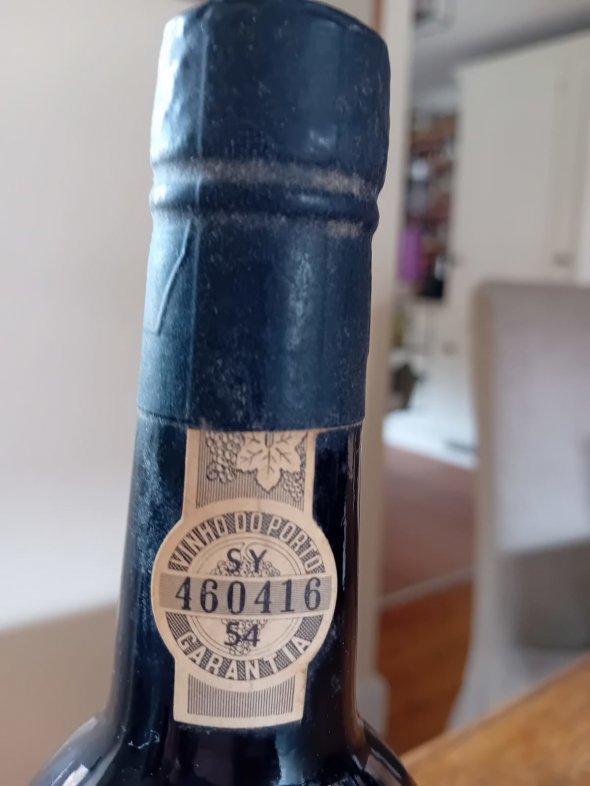 VINHO DO PORTO
SY
460416
54
GARANTIA